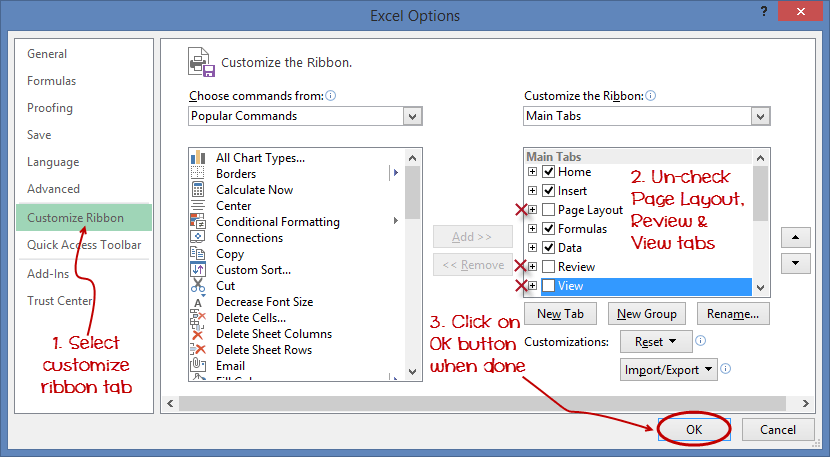 Excel Options
?
General
Formulas
Proofing
Save
Language
Advanced
Customize Ribbon
Quick Access Toolbar
Add-Ins
Trust Center
1. Select
customize
ribbon tab
Customize the Ribbon.
Choose commands from:
Popular Commands
All Chart Types...
Borders
Calculate Now
Center
Conditional Formatting
Connections
Copy
Custom Sort...
Cut
Decrease Font Size
Delete Cells...
Delete Sheet Columns
Delete Sheet Rows
Email
Add >>
<< Remove
Customize the Ribbon:
Main Tabs
Main Tabs
Home
Insert
Page Layout
Formulas
Data
Review
View
2. Un-check
Page Layout,
Review &
View tabs
New Tab
New Group
Rename...
Customizations:
Reset
Import/Export
3. Click on
OK button
when done
OK
Cancel